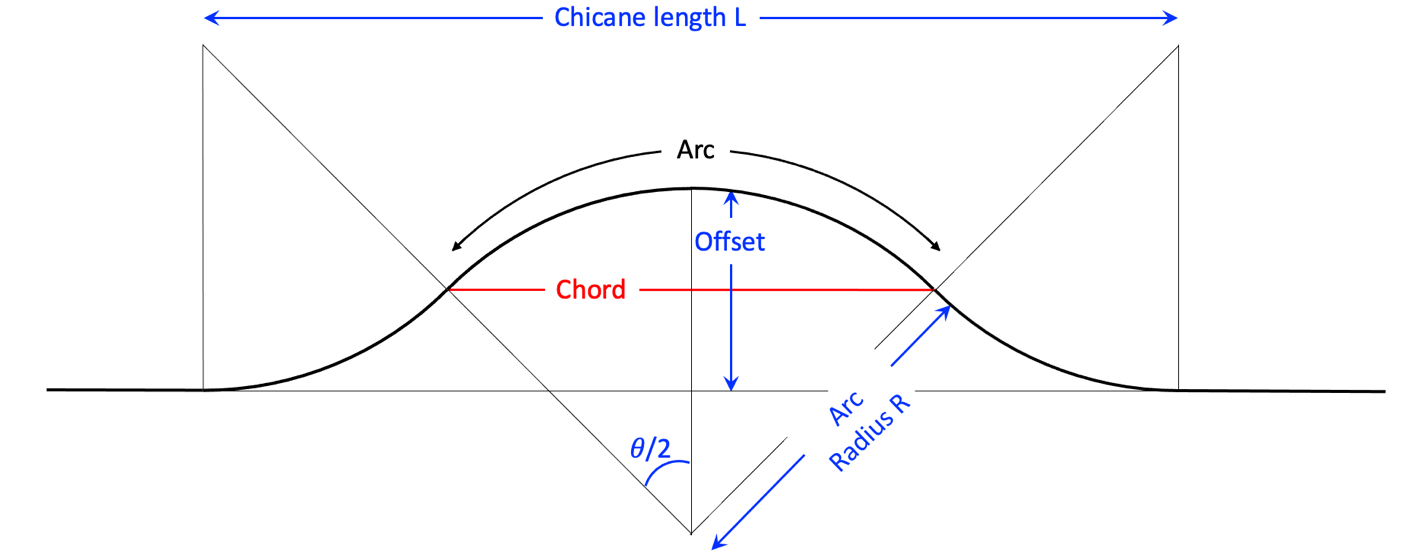 Chicane length L
Arc
Offset
Chord
Arc
Radius R
θ/2